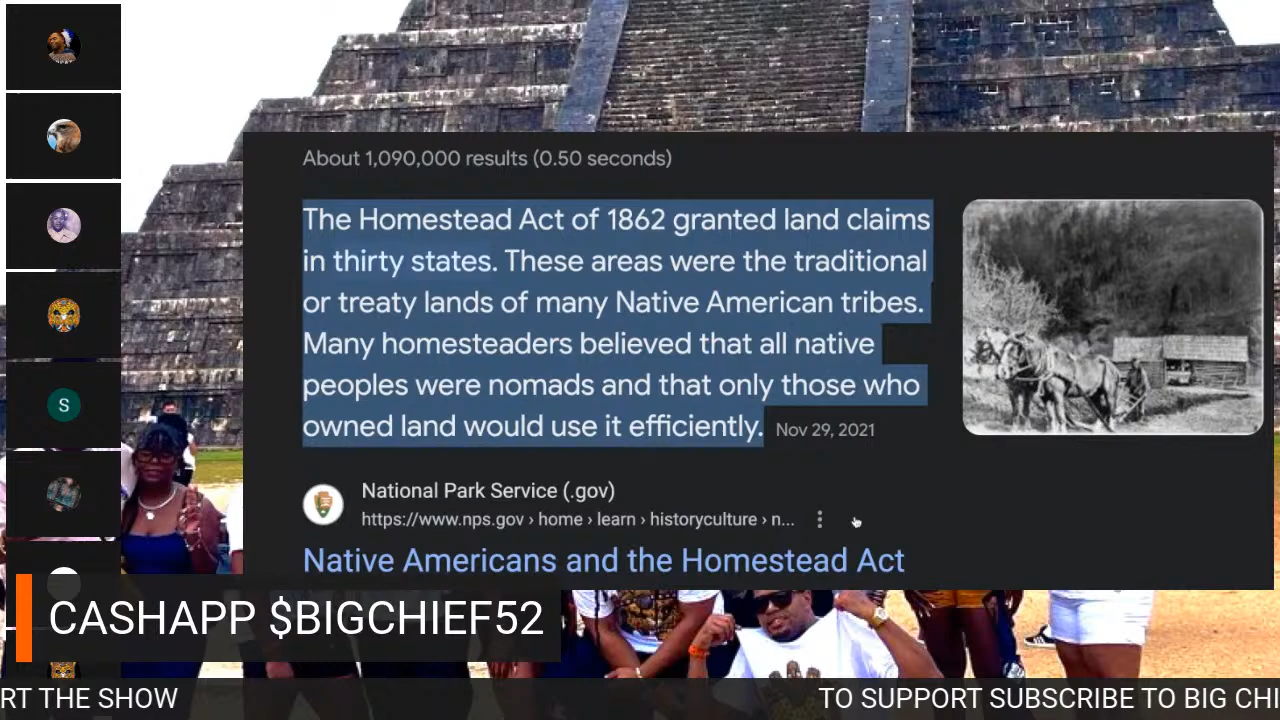 About 1,090,000 results (0.50 seconds)
The Homestead Act of 1862 granted land claims
in thirty states. These areas were the traditional
or treaty lands of many Native American tribes.
Many homesteaders believed that all native
peoples were nomads and that only those who
owned land would use it efficiently. Nov 29, 2021
National Park Service (.gov)
https://www.nps.gov › home › learn › historyculture › n...
Native Americans and the Homestead Act
S
CASHAPP $BIGCHIEF52
RT THE SHOW
TO SUPPORT SUBSCRIBE TO BIG CHI